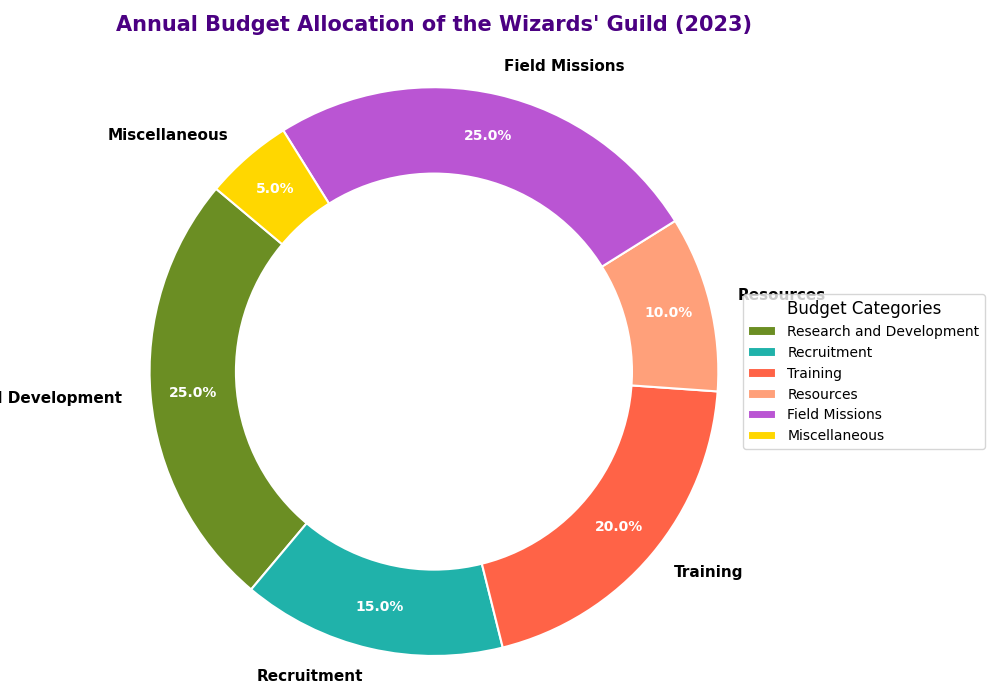 Annual Budget Allocation of the Wizards' Guild (2023)
Field Missions
Miscellaneous
25.0%
5.0%
Resources
10.0%
Budget Categories
Research and Development
Recruitment
Training
Resources
Field Missions
Miscellaneous
Development
25.0%
20.0%
Training
15.0%
Recruitment